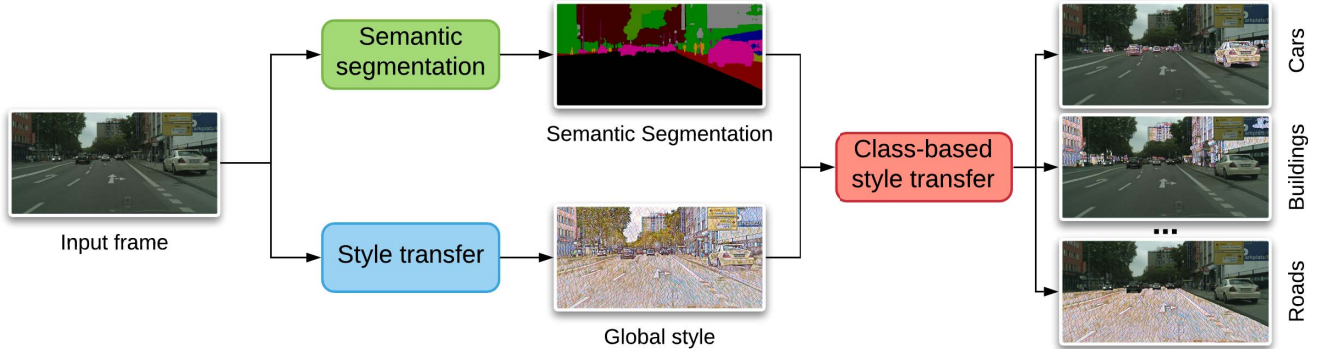 Semantic
segmentation
Semantic Segmentation
Input frame
Style transfer
Global style
Class-based
style transfer
Cars
Buildings
...
Roads